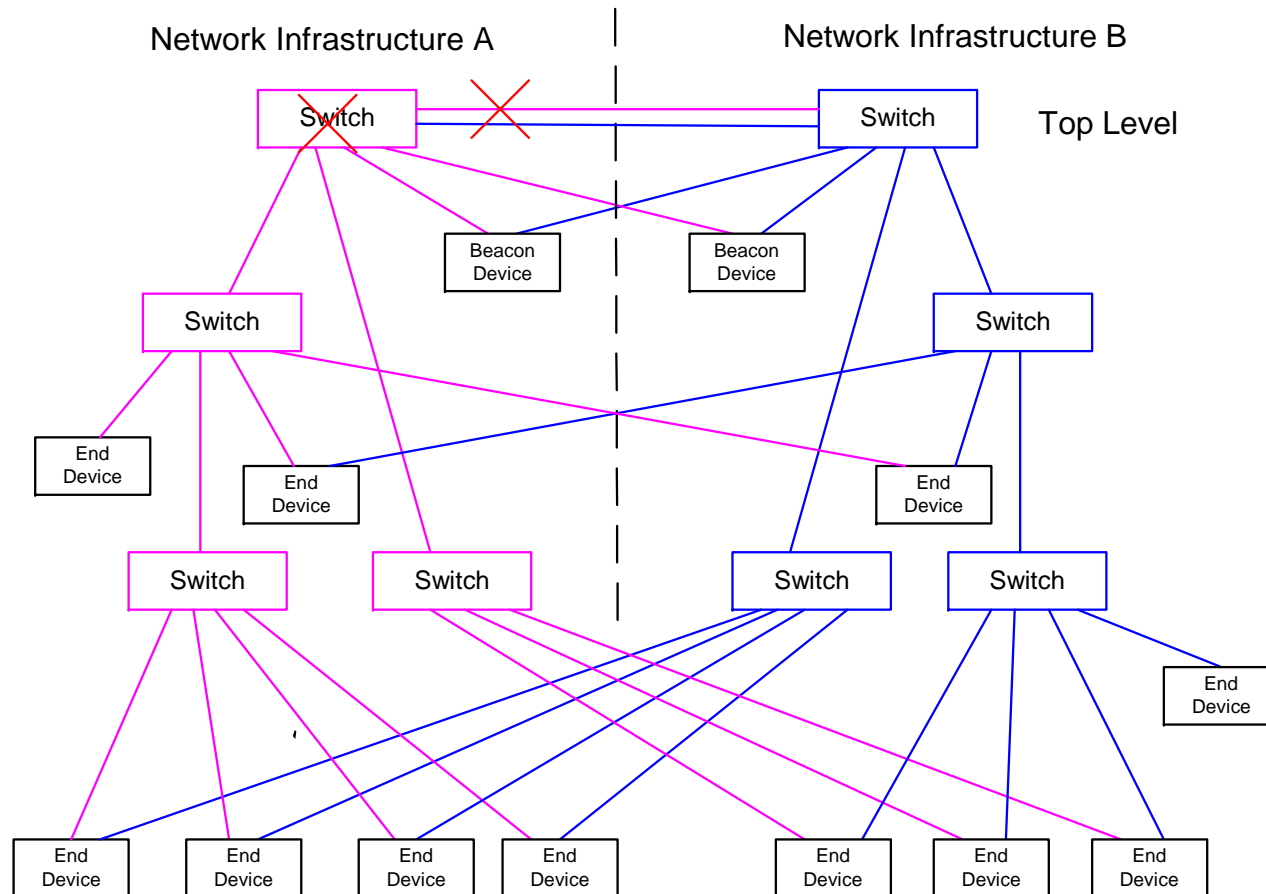 Network Infrastructure A
Network Infrastructure B
Switch
Switch
Top Level
Beacon
Device
Beacon
Device
Switch
Switch
End
Device
End
Device
End
Device
Switch
Switch
Switch
Switch
End
Device
End
Device
End
Device
End
Device
End
Device
End
Device
End
Device
End
Device